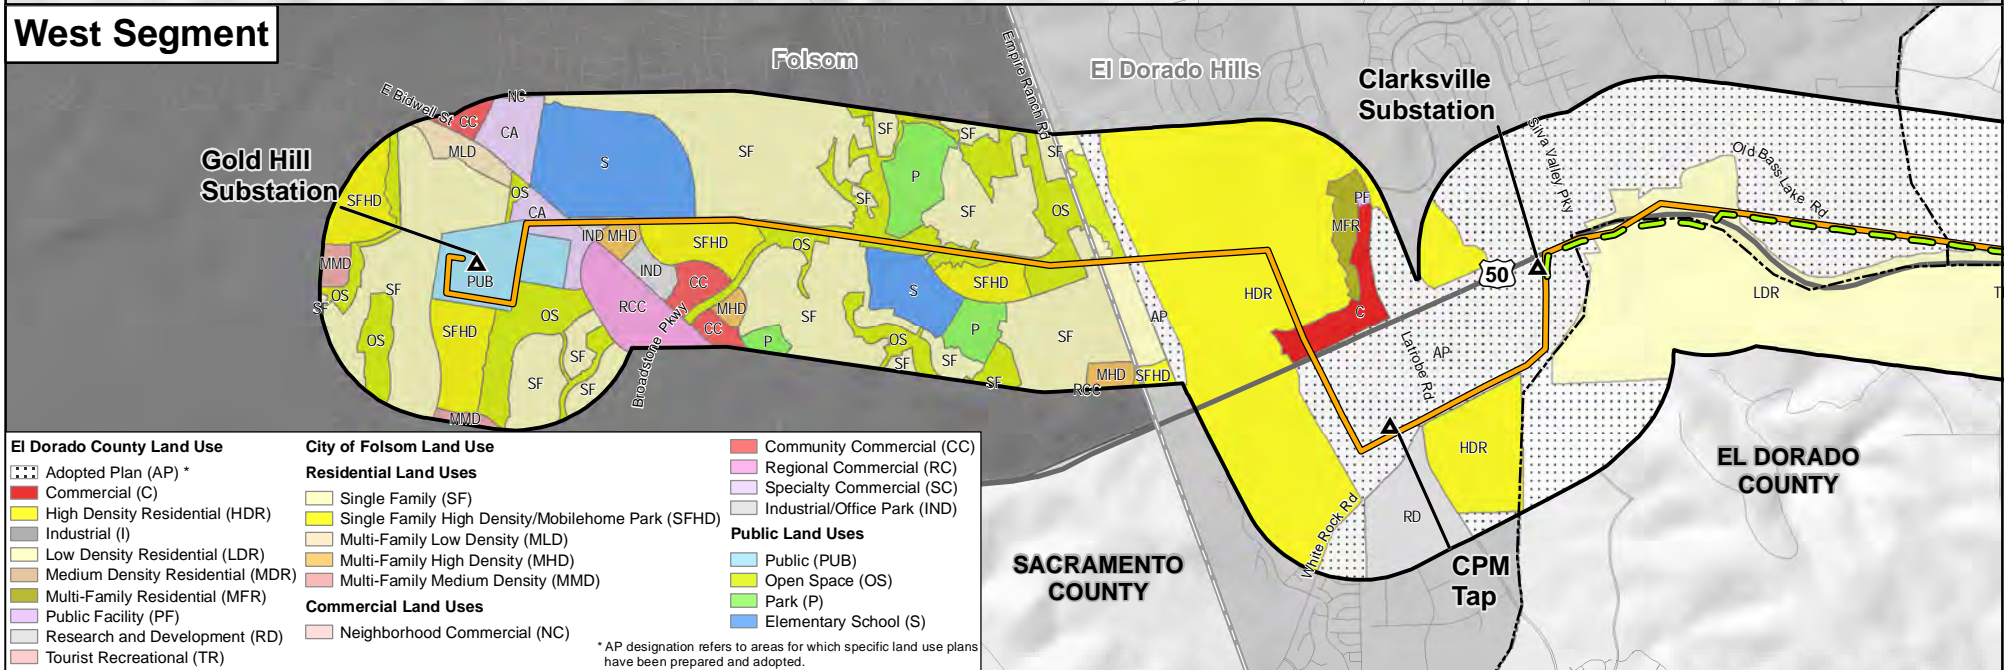 West Segment
Folsom
El Dorado Hills
Clarksville
Substation
Gold Hill
Substation
E Bidwell St
Empire Ranch Rd
Silva Valley Pky
Old Bass Lake Rd
NC
CC
CA
MLD
S
SF
SF
SF
SF
P
SF
SF
OS
SFHD
OS
CA
IND
MHD
SFHD
OS
PF
MFR
HDR
C
50
LDR
MMD
OS
SF
SF
PUB
IND
CC
RCC
MHD
CC
S
SFHD
P
AP
AP
OS
SFHD
OS
SF
SF
SF
P
SF
OS
SF
SF
SF
SF
MHD
SFHD
RCC
MMD
Broadstone Pkwy
Latrobe Rd
White Rock Rd
HDR
RD
CPM
Tap
SACRAMENTO
COUNTY
EL DORADO
COUNTY
El Dorado County Land Use
Adopted Plan (AP) *
Commercial (C)
High Density Residential (HDR)
Industrial (I)
Low Density Residential (LDR)
Medium Density Residential (MDR)
Multi-Family Residential (MFR)
Public Facility (PF)
Research and Development (RD)
Tourist Recreational (TR)
City of Folsom Land Use
Residential Land Uses
Single Family (SF)
Single Family High Density/Mobilehome Park (SFHD)
Multi-Family Low Density (MLD)
Multi-Family High Density (MHD)
Multi-Family Medium Density (MMD)
Commercial Land Uses
Neighborhood Commercial (NC)
Community Commercial (CC)
Regional Commercial (RC)
Specialty Commercial (SC)
Industrial/Office Park (IND)
Public Land Uses
Public (PUB)
Open Space (OS)
Park (P)
Elementary School (S)
* AP designation refers to areas for which specific land use plans
have been prepared and adopted.